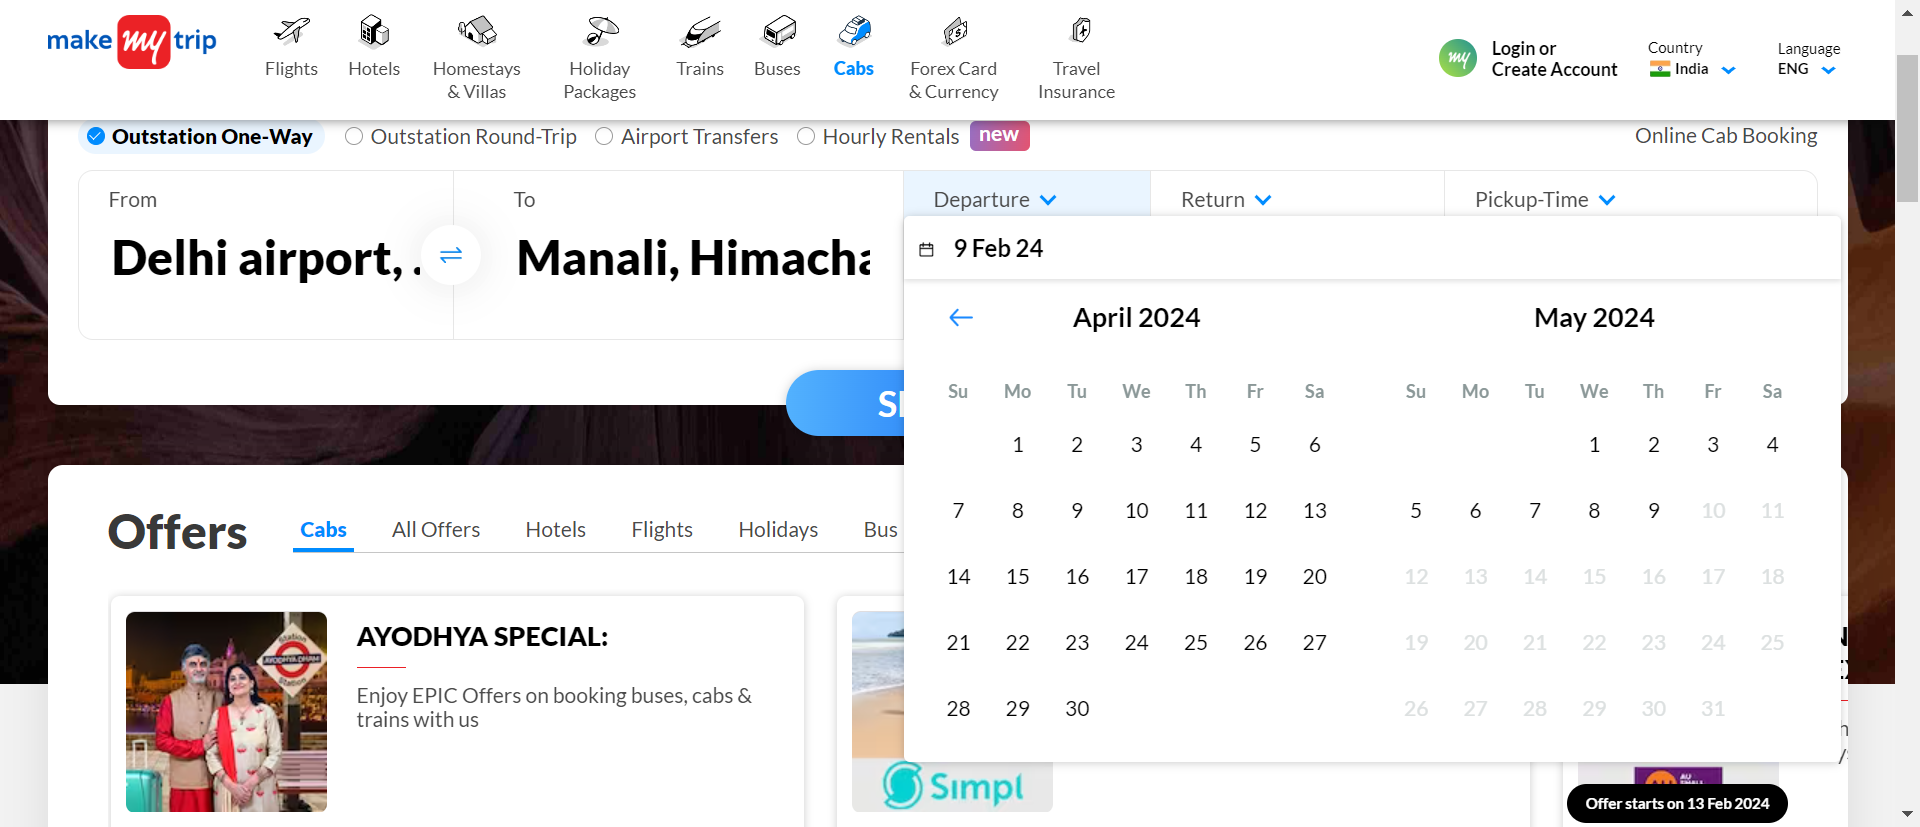 make my trip
Flights
Hotels
Homestays
& Villas
Holiday
Packages
Trains
Buses
Cabs
Forex Card
& Currency
Travel
Insurance
my
Login or
Create Account
Country
India
Language
ENG
Outstation One-Way
Outstation Round-Trip
Airport Transfers
Hourly Rentals
new
Online Cab Booking
From
Delhi airport, .
To
Manali, Himacha
Departure
Return
Pickup-Time
9 Feb 24
April 2024
Su Mo Tu We Th Fr Sa
1 2 3 4 5 6
7 8 9 10 11 12 13
14 15 16 17 18 19 20
21 22 23 24 25 26 27
28 29 30
May 2024
Su Mo Tu We Th Fr Sa
1 2 3 4
5 6 7 8 9 10 11
12 13 14 15 16 17 18
19 20 21 22 23 24 25
26 27 28 29 30 31
Offers
Cabs
All Offers
Hotels
Flights
Holidays
Bus
Station
AYODHYA DHAM
Station
AYODHYA SPECIAL:
Enjoy EPIC Offers on booking buses, cabs &
trains with us
Simpl
AU
Offer starts on 13 Feb 2024